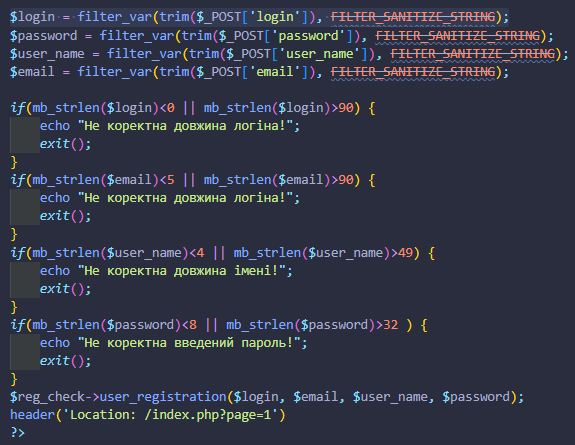 $login = filter_var(trim($_POST['login']), FILTER_SANITIZE_STRING);
$password = filter_var(trim($_POST['password']), FILTER_SANITIZE_STRING);
$user_name = filter_var(trim($_POST['user_name']), FILTER_SANITIZE_STRING);
$email = filter_var(trim($_POST['email']), FILTER_SANITIZE_STRING);
if(mb_strlen($login)<0 || mb_strlen($login)>90) {
echo "Не коректна довжина логіна!";
exit();
}
if(mb_strlen($email)<5 || mb_strlen($email)>90) {
echo "Не коректна довжина логіна!";
exit();
}
if(mb_strlen($user_name)<4 || mb_strlen($user_name)>49) {
echo "Не коректна довжина імені!";
exit();
}
if(mb_strlen($password)<8 || mb_strlen($password)>32 ) {
echo "Не коректна введений пароль!";
exit();
}
$reg_check->user_registration($login, $email, $user_name, $password);
header('Location: /index.php?page=1')
?>